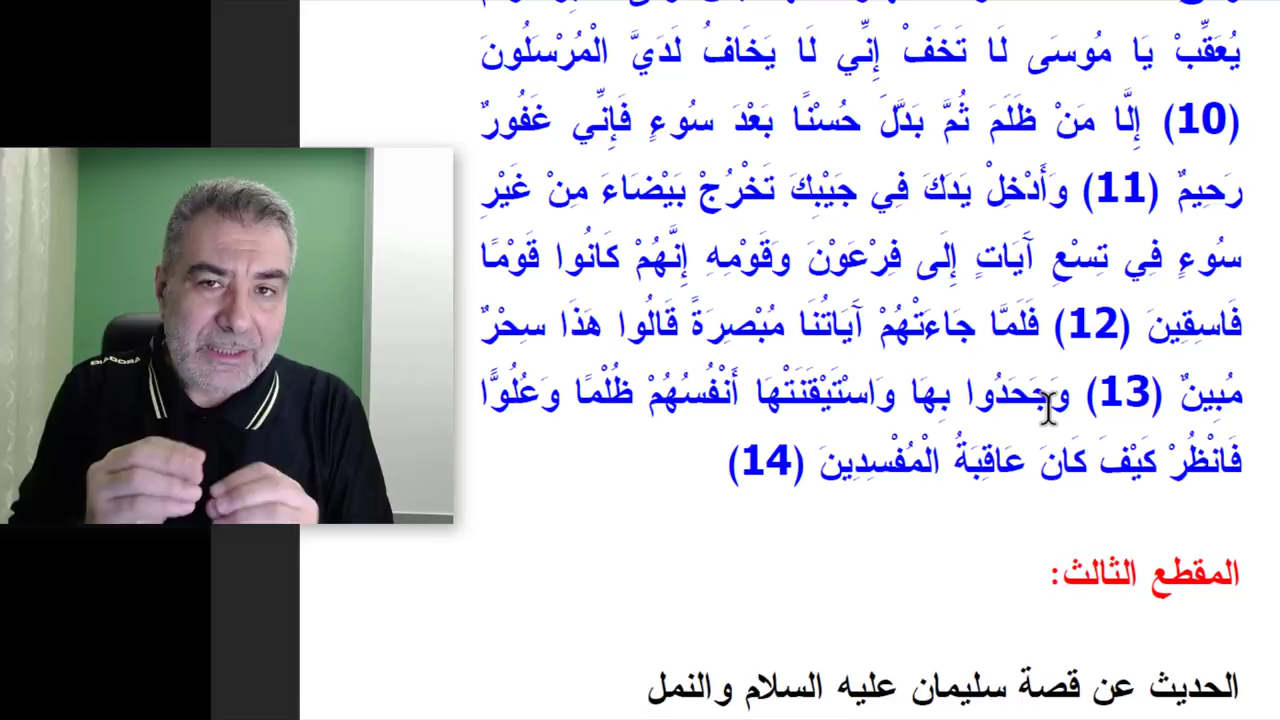 يُعَقِّبْ يَا مُوسَى لَا تَخَفْ إِنِّي لَا يَخَافُ لَدَيَّ الْمُرْسَلُونَ
(10) إِلَّا مَنْ ظَلَمَ ثُمَّ بَدَّلَ حُسْنًا بَعْدَ سُوءٍ فَإِنِّي غَفُورٌ
رَحِيمٌ (11) وَأَدْخِلْ يَدَكَ فِي جَيْبِكَ تَخْرُجْ بَيْضَاءَ مِنْ غَيْرِ
سُوءٍ فِي تِسْعِ آيَاتٍ إِلَى فِرْعَوْنَ وَقَوْمِهِ إِنَّهُمْ كَانُوا قَوْمًا
فَاسِقِينَ (12) فَلَمَّا جَاءَتْهُمْ آيَاتُنَا مُبْصِرَةً قَالُوا هَذَا سِحْرٌ
مُبِينٌ (13) وَجَحَدُوا بِهَا وَاسْتَيْقَنَتْهَا أَنْفُسُهُمْ ظُلْمًا وَعُلُوًّا
فَانْظُرْ كَيْفَ كَانَ عَاقِبَةُ الْمُفْسِدِينَ (14)
المقطع الثالث:
الحديث عن قصة سليمان عليه السلام والنمل
DIADORA